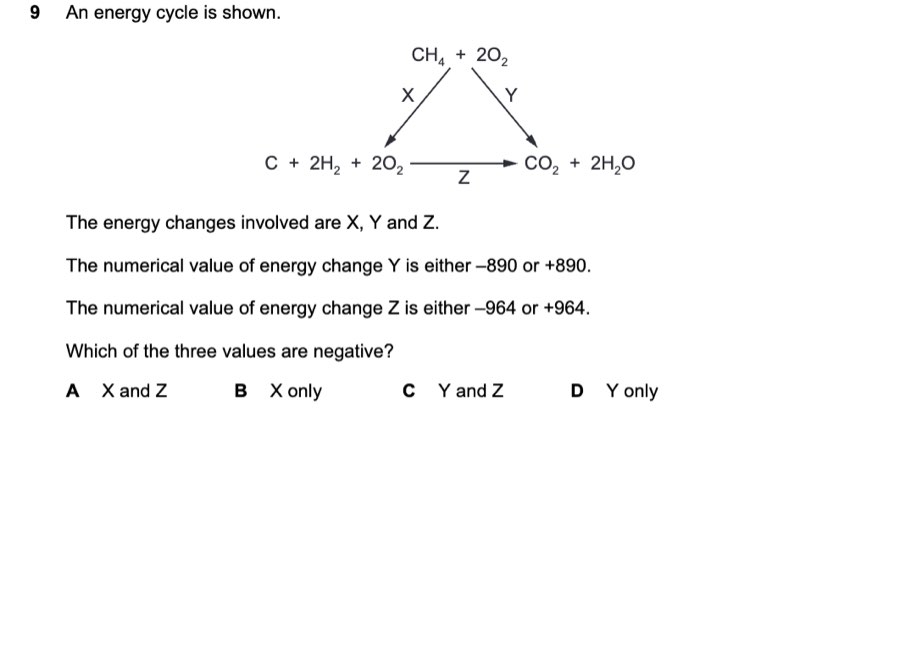 9 An energy cycle is shown.
CH₄ + 2O₂
X Y
C + 2H₂ + 2O₂ CO₂ + 2H₂O
Z
The energy changes involved are X, Y and Z.
The numerical value of energy change Y is either –890 or +890.
The numerical value of energy change Z is either –964 or +964.
Which of the three values are negative?
A X and Z B X only C Y and Z D Y only